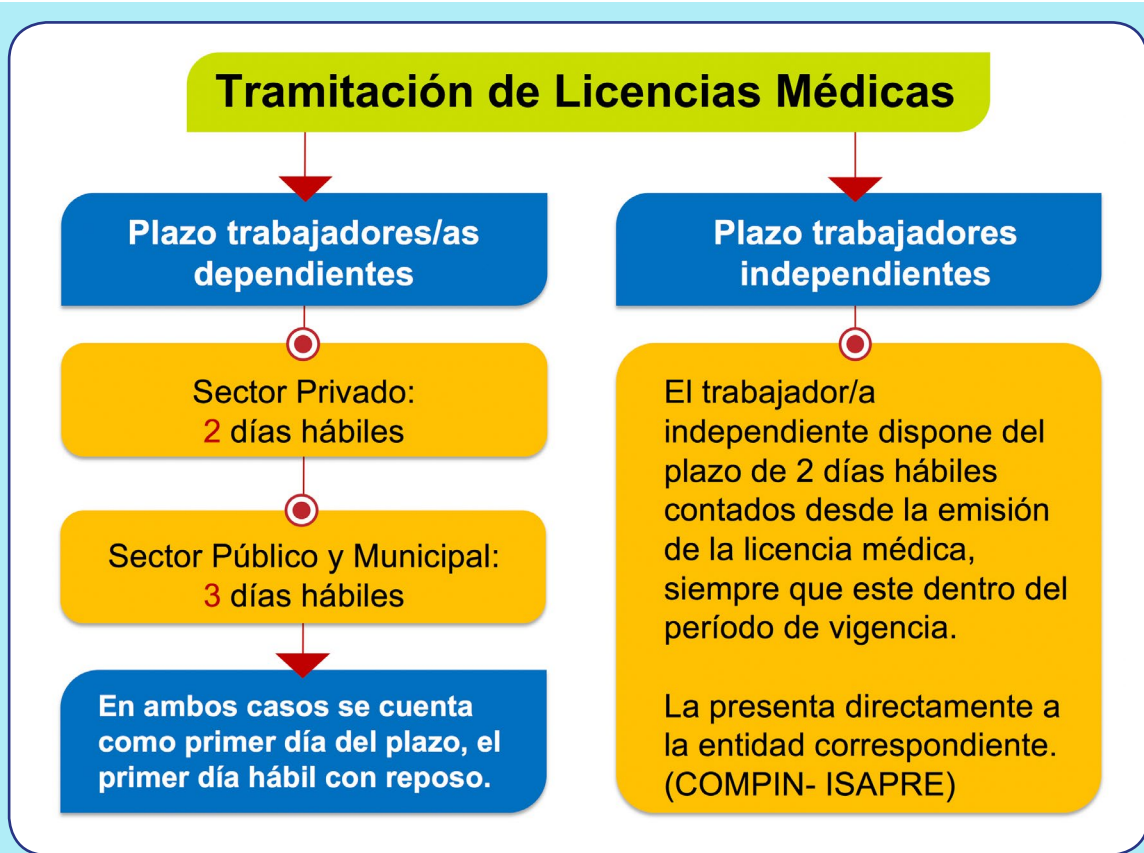 Tramitación de Licencias Médicas
Plazo trabajadores/as
dependientes
Sector Privado:
2 días hábiles
Sector Público y Municipal:
3 días hábiles
En ambos casos se cuenta
como primer día del plazo, el
primer día hábil con reposo.
Plazo trabajadores
independientes
El trabajador/a
independiente dispone del
plazo de 2 días hábiles
contados desde la emisión
de la licencia médica,
siempre que este dentro del
período de vigencia.
La presenta directamente a
la entidad correspondiente.
(COMPIN- ISAPRE)